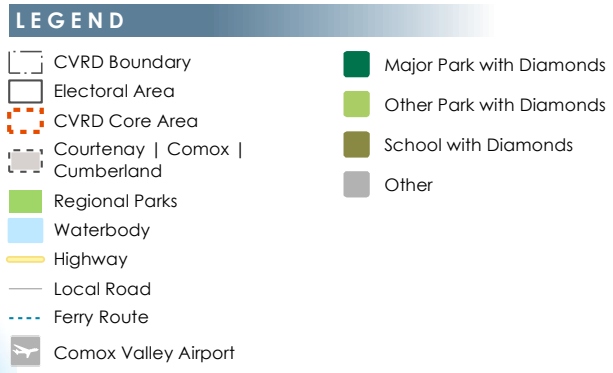 LEGEND
CVRD Boundary
Electoral Area
CVRD Core Area
Courtenay | Comox |
Cumberland
Regional Parks
Waterbody
Highway
Local Road
Ferry Route
Comox Valley Airport
Major Park with Diamonds
Other Park with Diamonds
School with Diamonds
Other